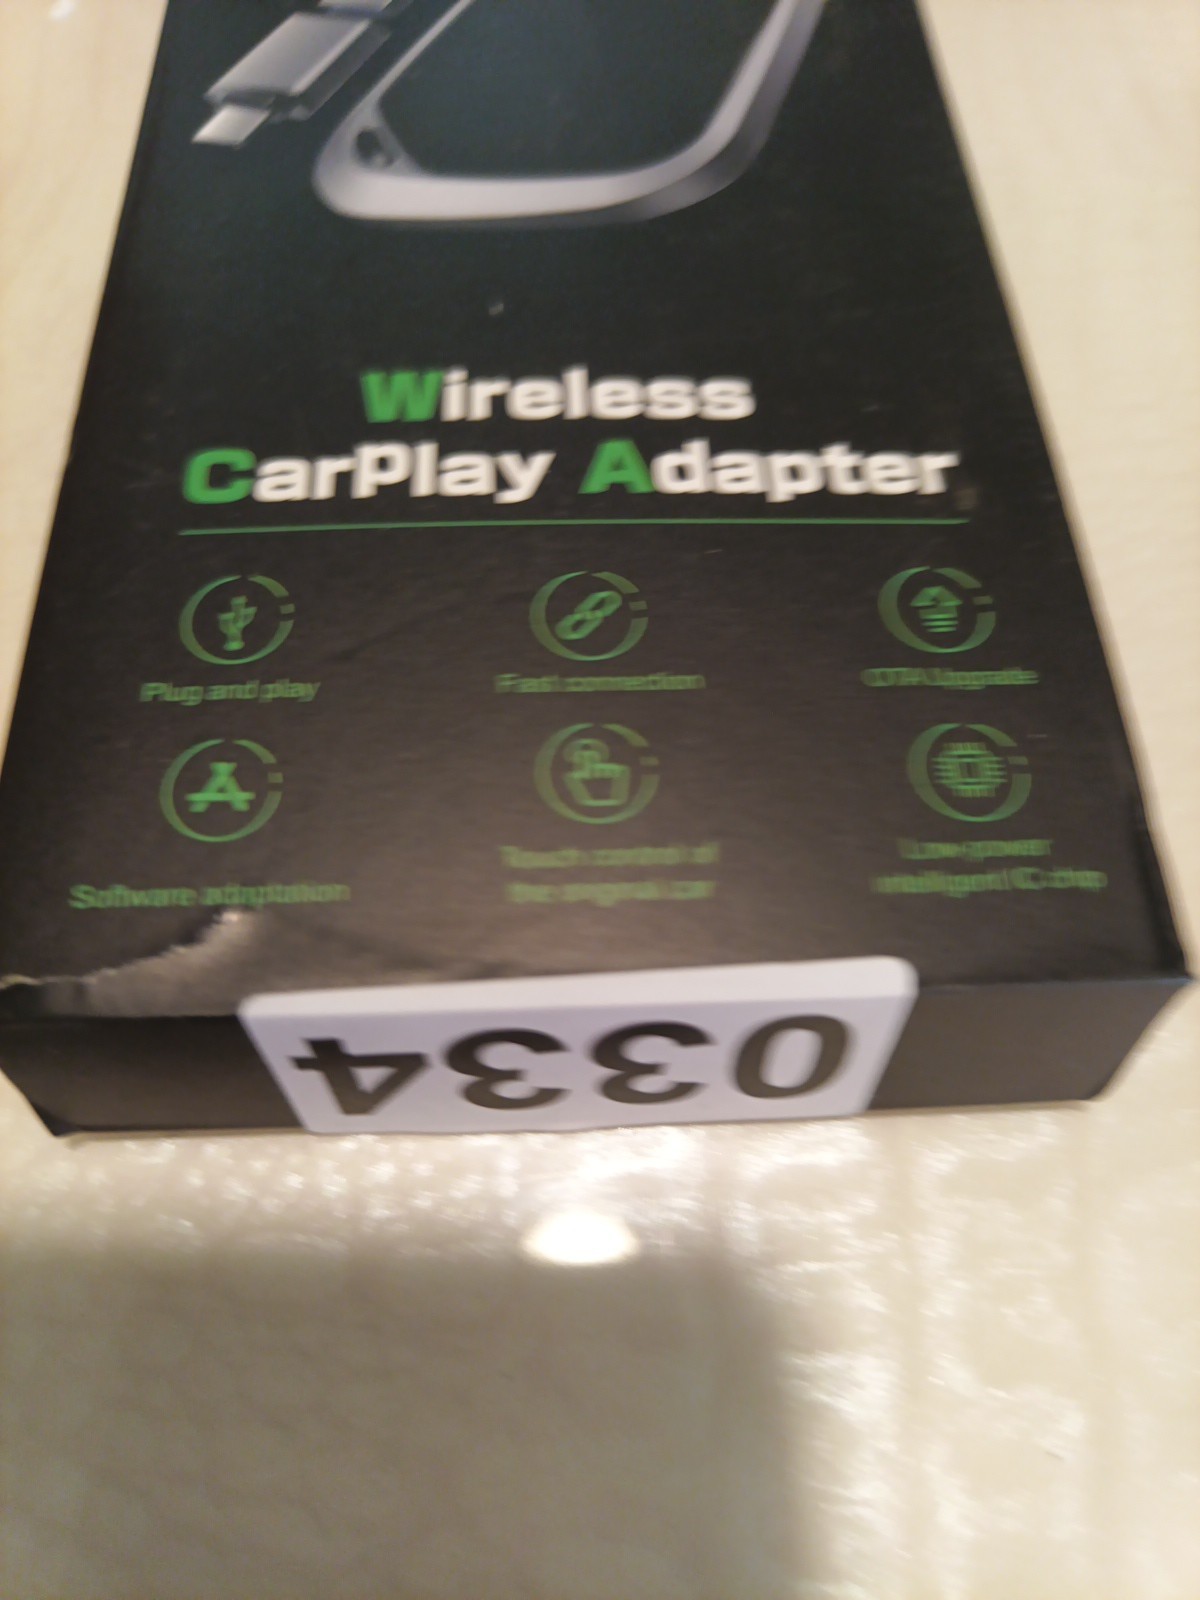 Wireless
CarPlay Adapter
Plug and play
Fast connection
OTA Upgrade
Software adaptation
Touch control of
the original car
Low-power
intelligent IC chip
0334